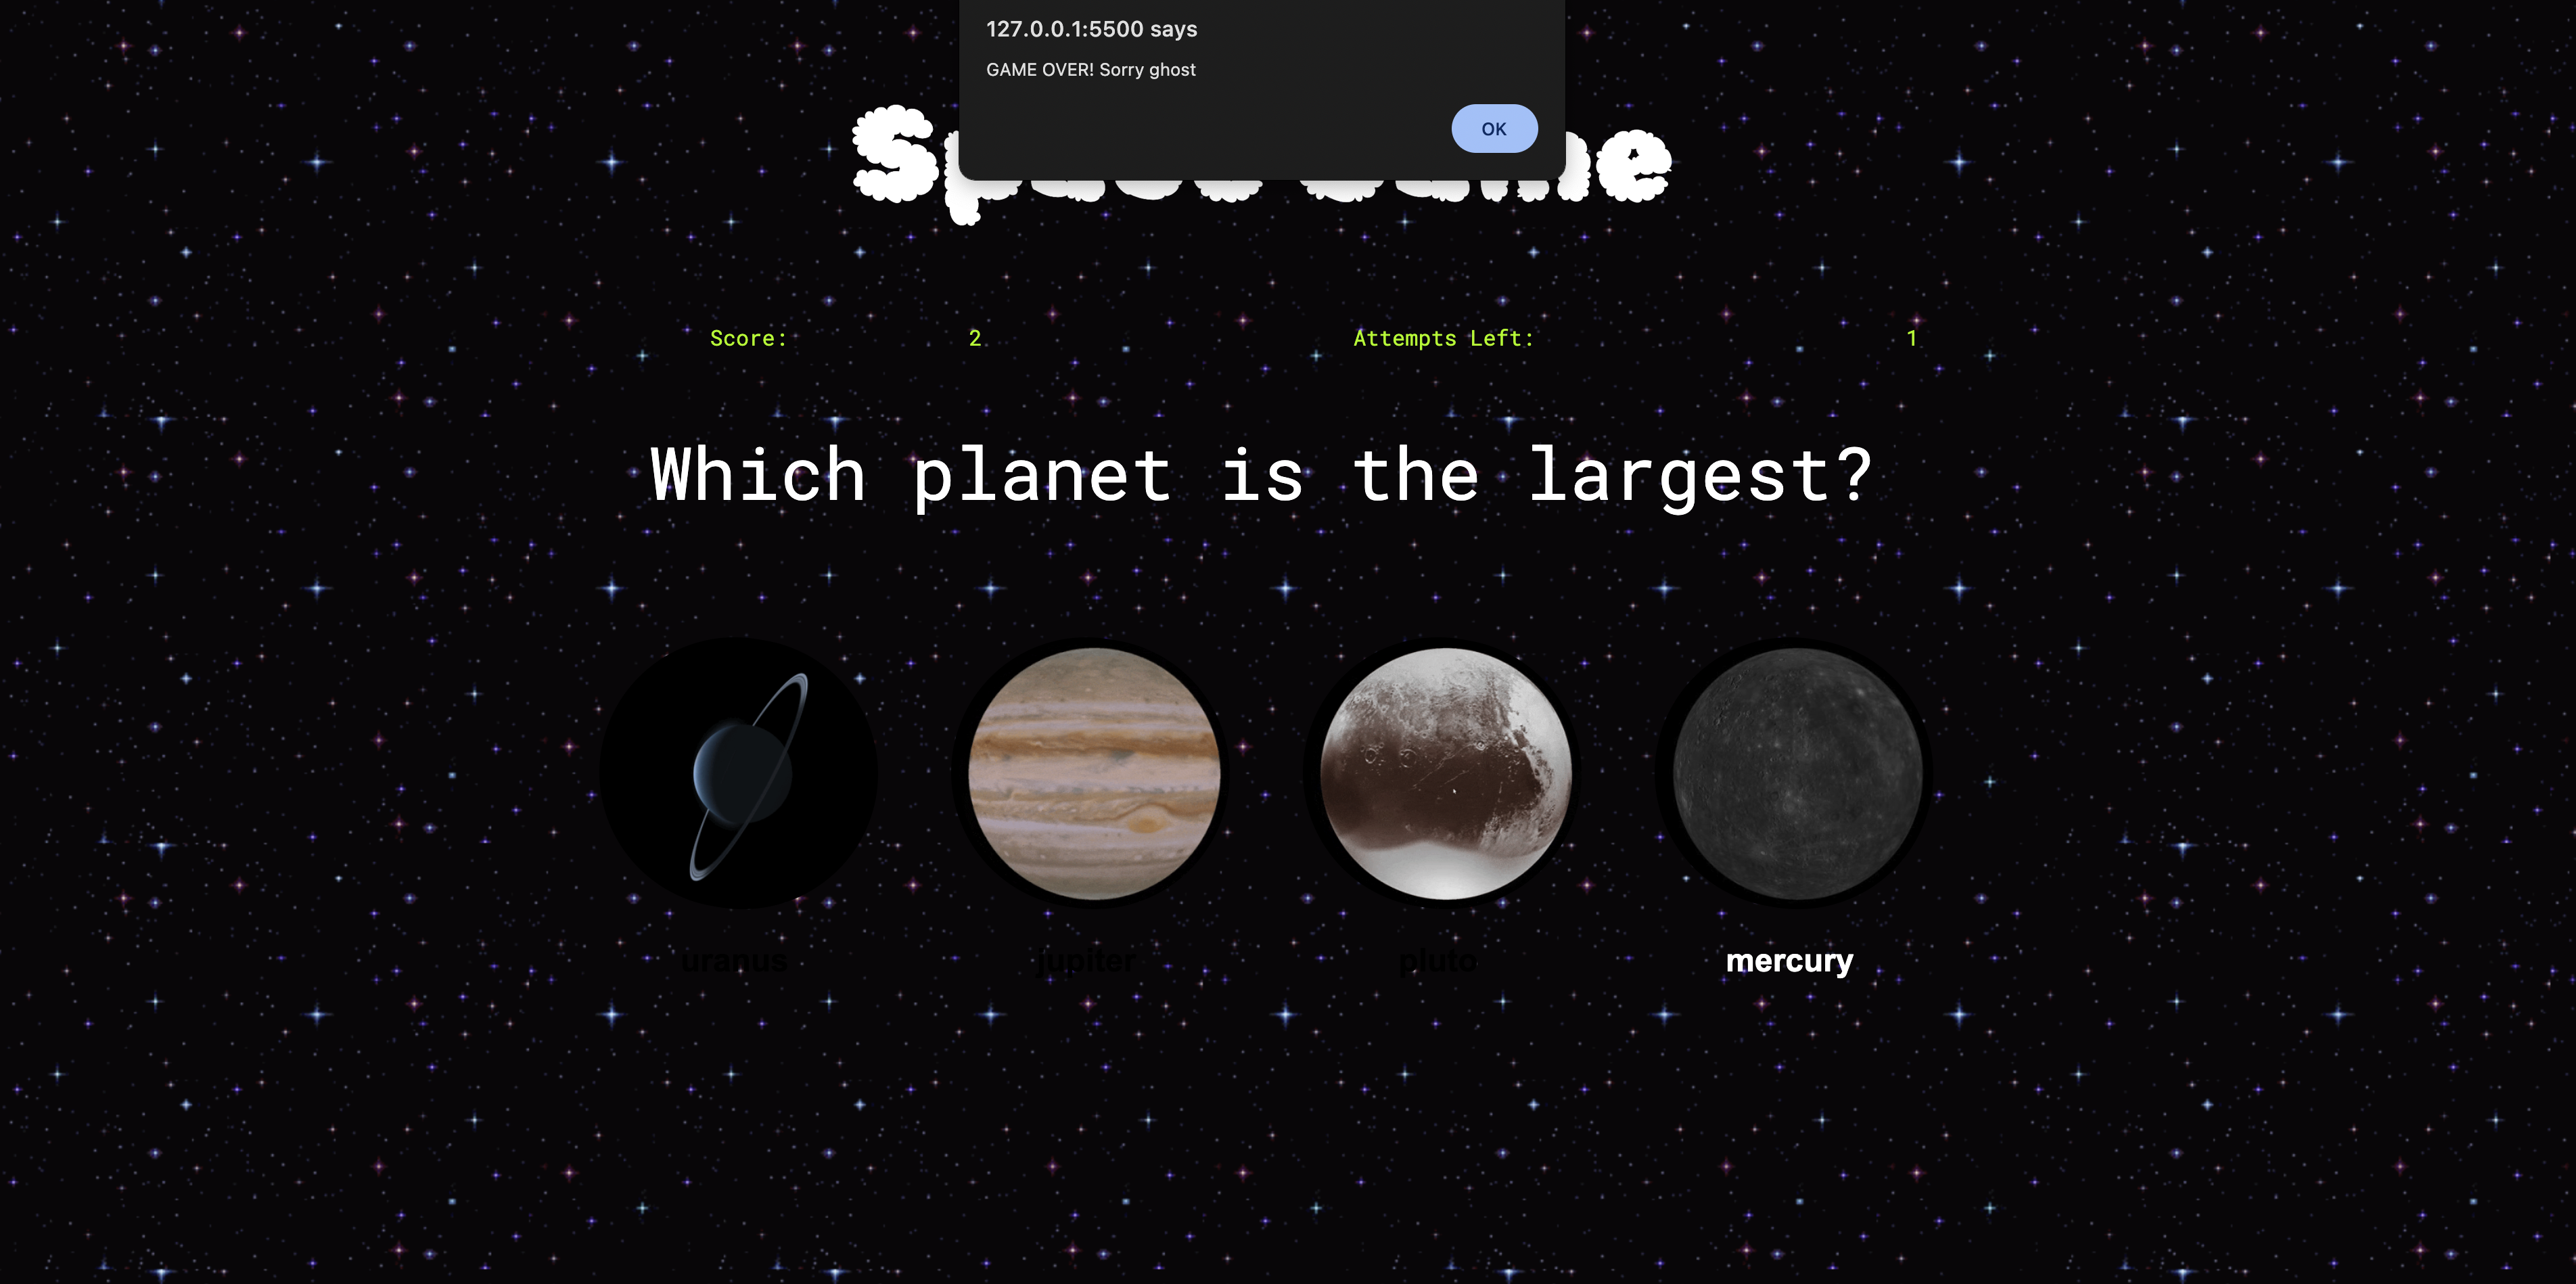 127.0.0.1:5500 says
GAME OVER! Sorry ghost
OK
Score: 2 Attempts Left: 1
Which planet is the largest?
uranus jupiter pluto mercury